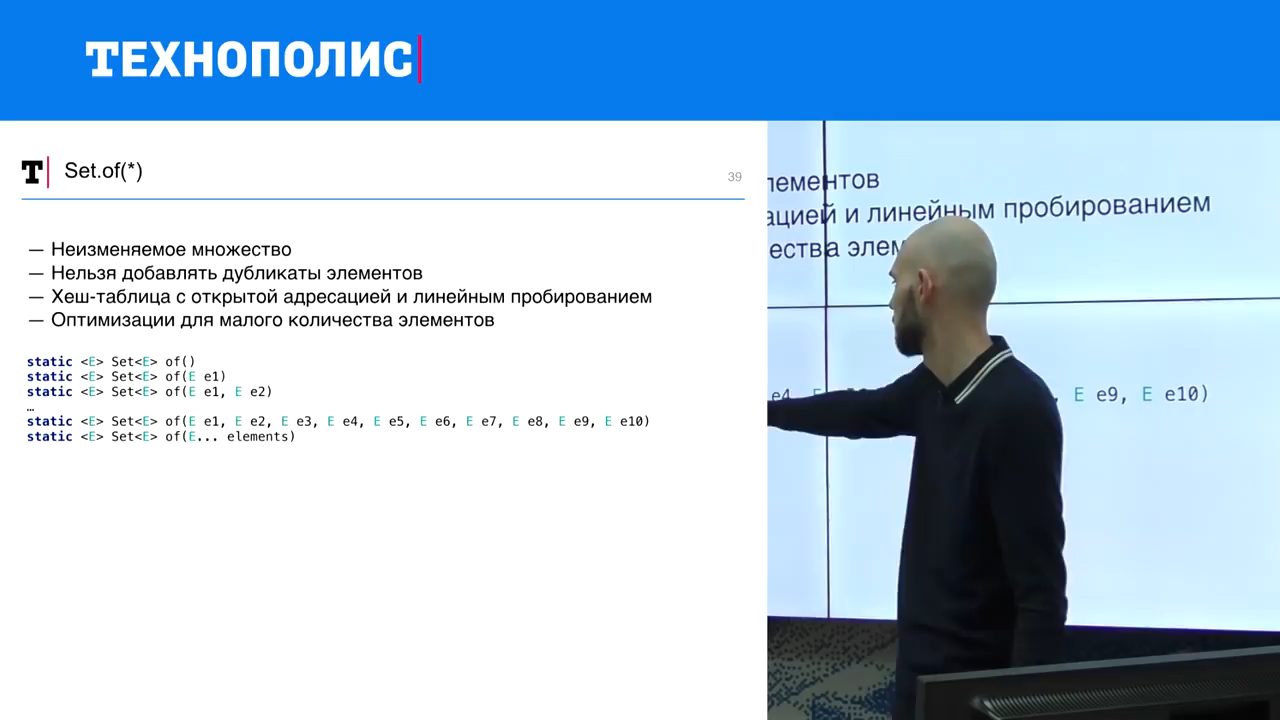 ТЕХНОПОЛИС
T
Set.of(*)
39
— Неизменяемое множество
— Нельзя добавлять дубликаты элементов
— Хеш-таблица с открытой адресацией и линейным пробированием
— Оптимизации для малого количества элементов
static <E> Set<E> of()
static <E> Set<E> of(E e1)
static <E> Set<E> of(E e1, E e2)
…
static <E> Set<E> of(E e1, E e2, E e3, E e4, E e5, E e6, E e7, E e8, E e9, E e10)
static <E> Set<E> of(E... elements)
лементов
ацией и линейным пробированием
ества элем
e4, E
, E e9, E e10)